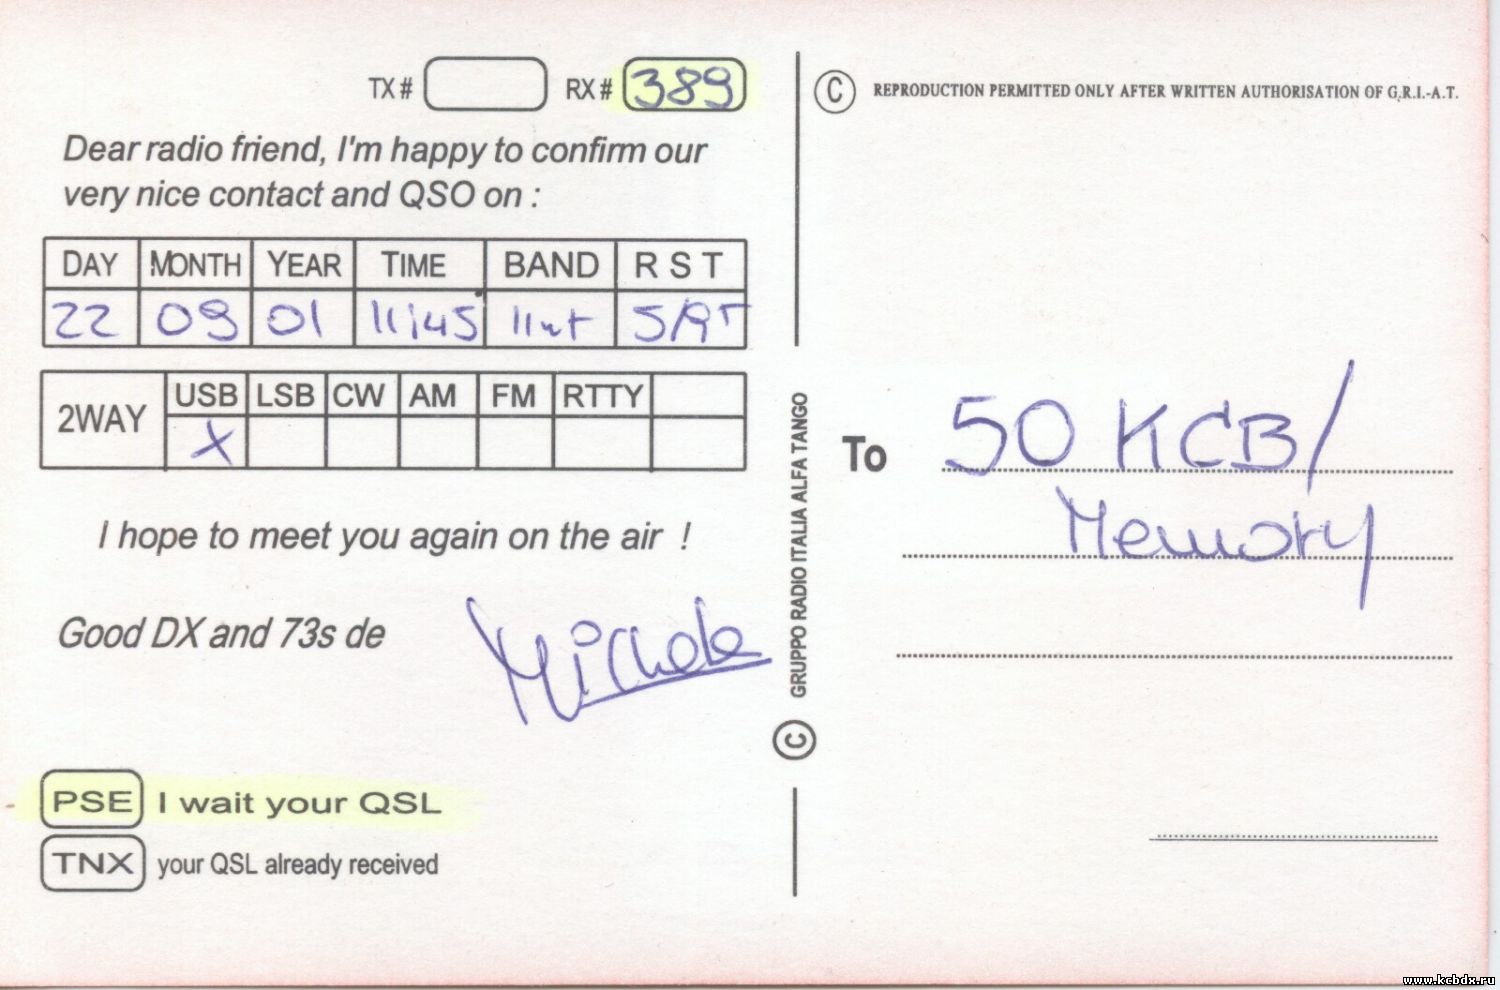 TX # RX # 389
Dear radio friend, I'm happy to confirm our
very nice contact and QSO on :
DAY MONTH YEAR TIME BAND R S T
22 09 01 11:45 11mt 5/9+
2WAY USB LSB CW AM FM RTTY
X
I hope to meet you again on the air !
Good DX and 73s de Michele
PSE I wait your QSL
TNX your QSL already received
GRUPPO RADIO ITALIA ALFA TANGO
©
© REPRODUCTION PERMITTED ONLY AFTER WRITTEN AUTHORISATION OF G.R.I.-A.T.
To 50 KCB/
Memory
www.kcbdx.ru